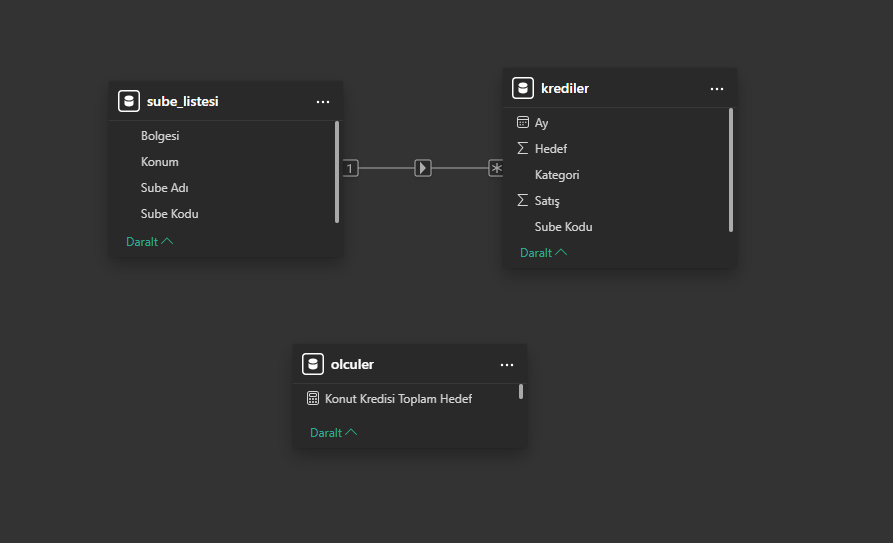 sube_listesi
Bolgesi
Konum
Sube Adı
Sube Kodu
Daralt
1
krediler
Ay
Hedef
Kategori
Satış
Sube Kodu
Daralt
olculer
Konut Kredisi Toplam Hedef
Daralt